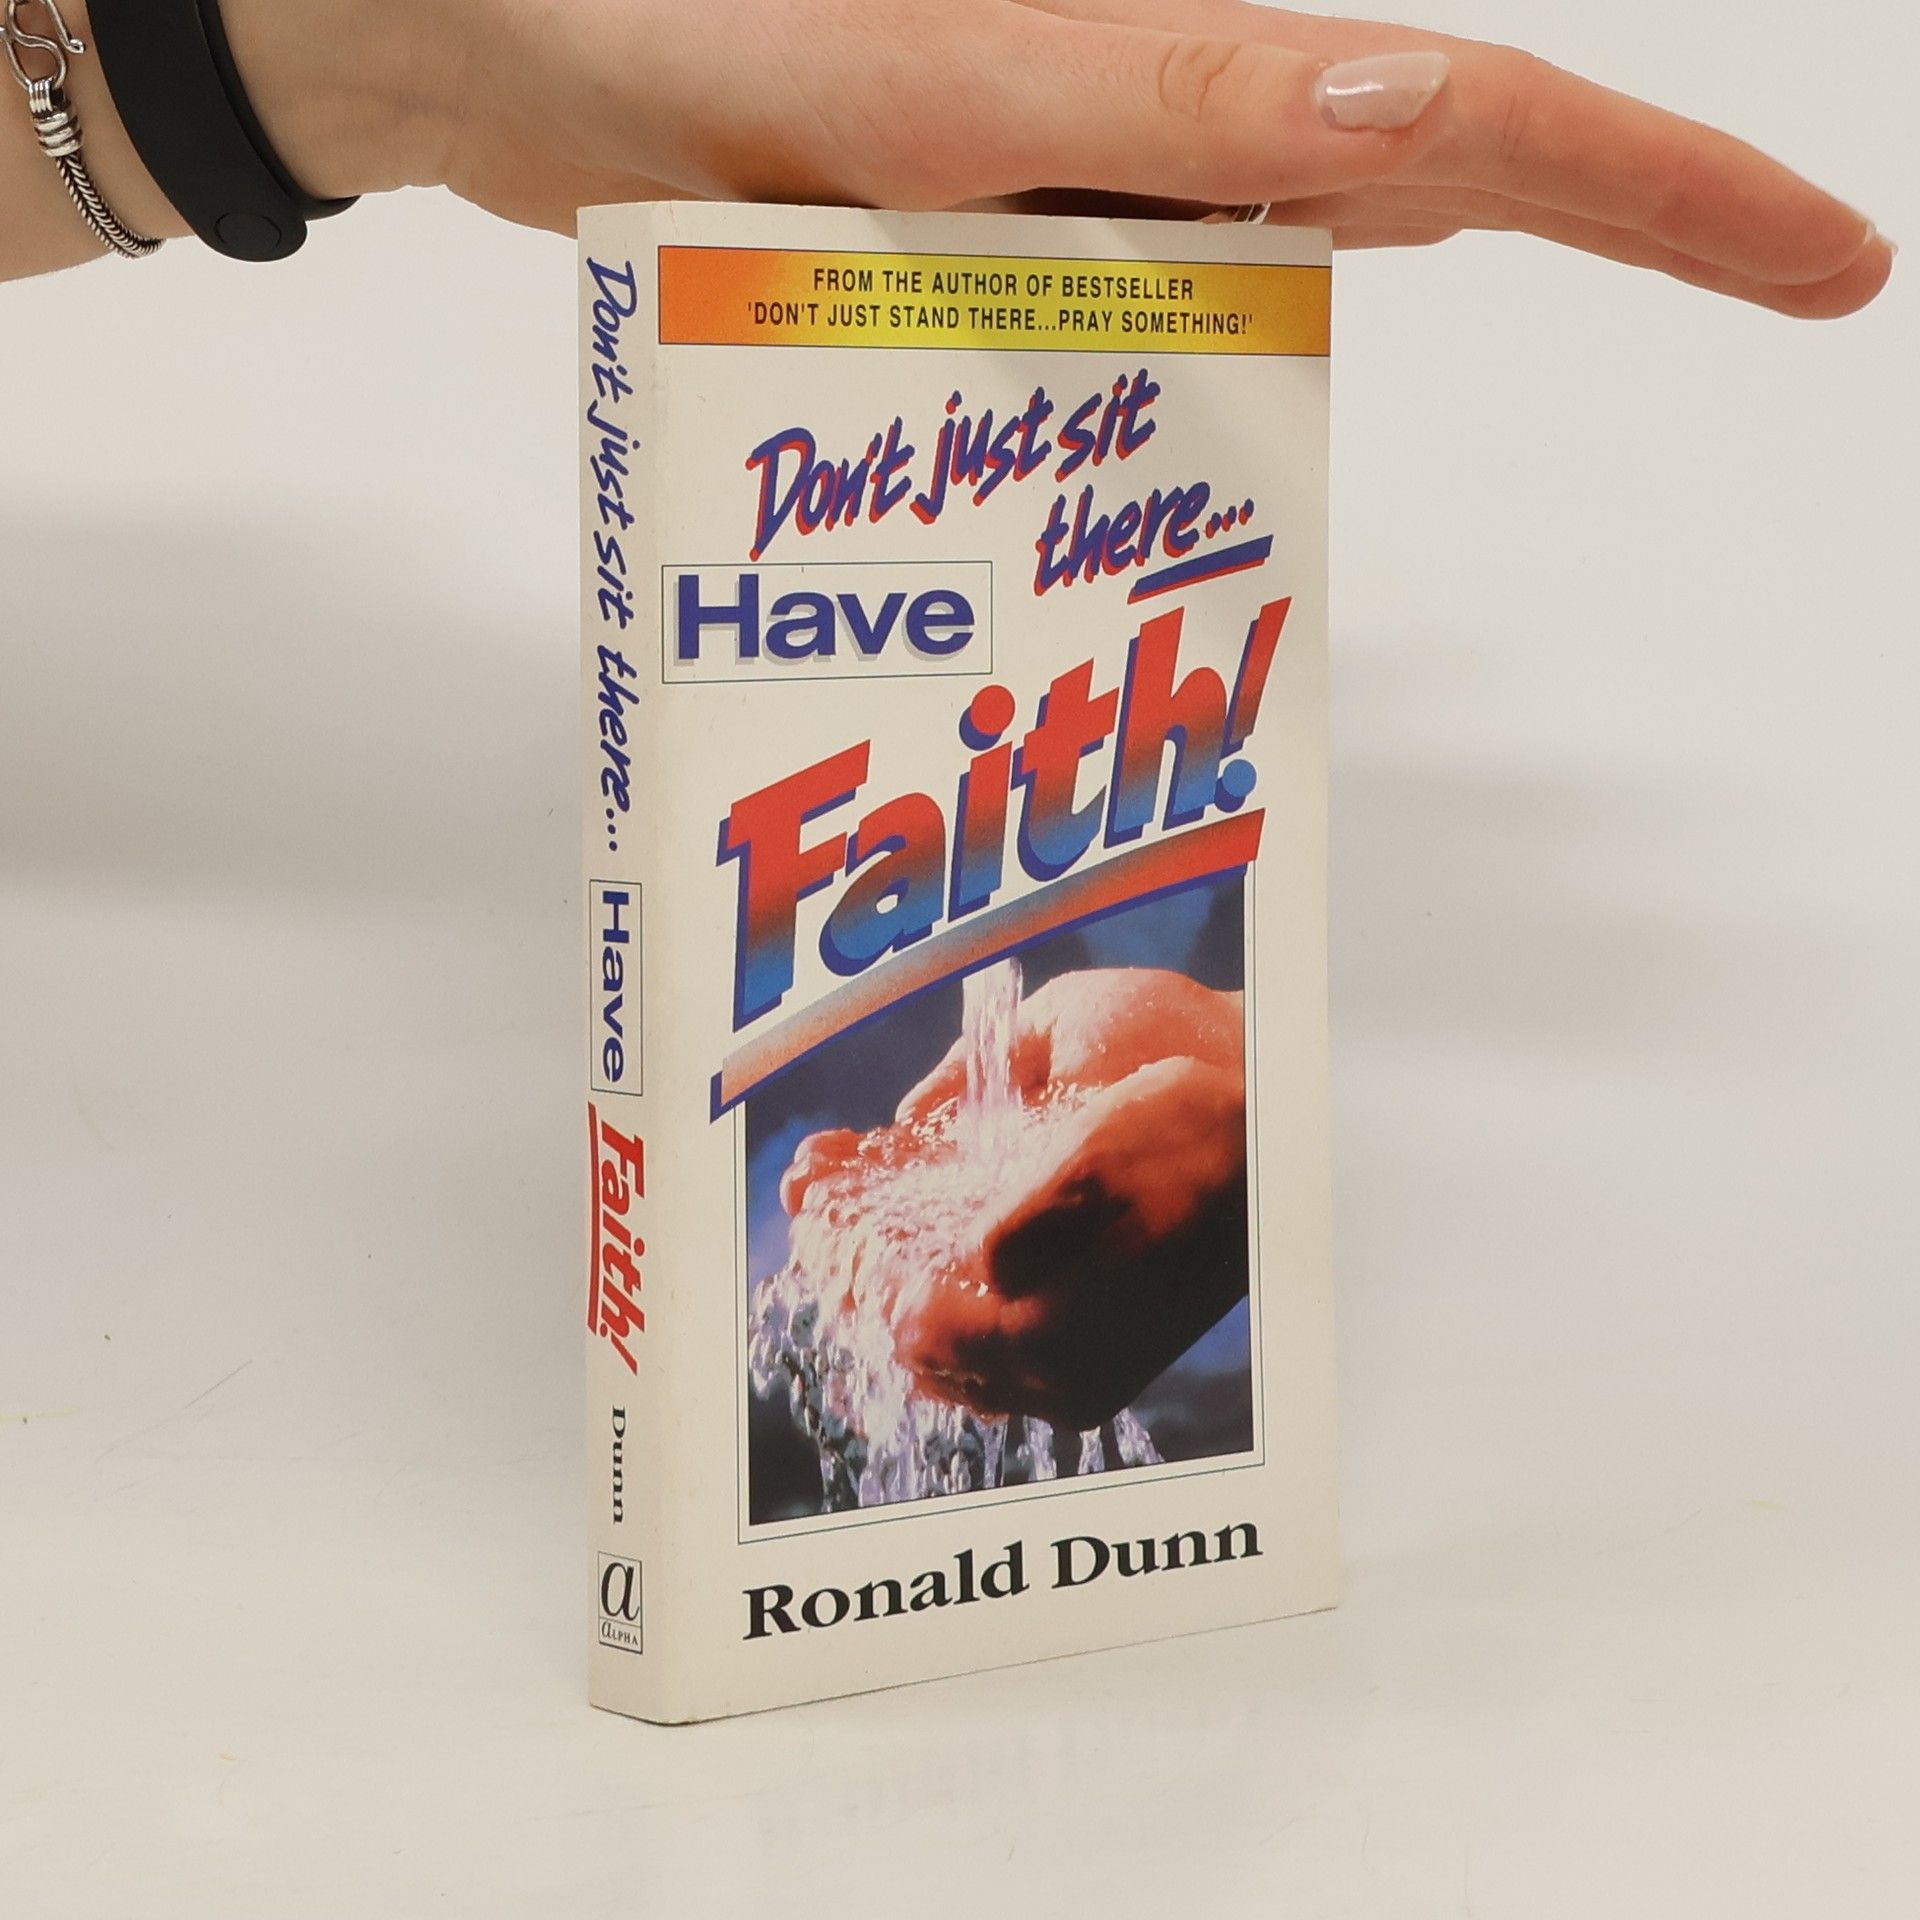 FROM THE AUTHOR OF BESTSELLER
'DON'T JUST STAND THERE...PRAY SOMETHING!'
Don't just sit
there...
Have
Faith!
Ronald Dunn
Don't just sit there... Have Faith! Dunn
a
ALPHA